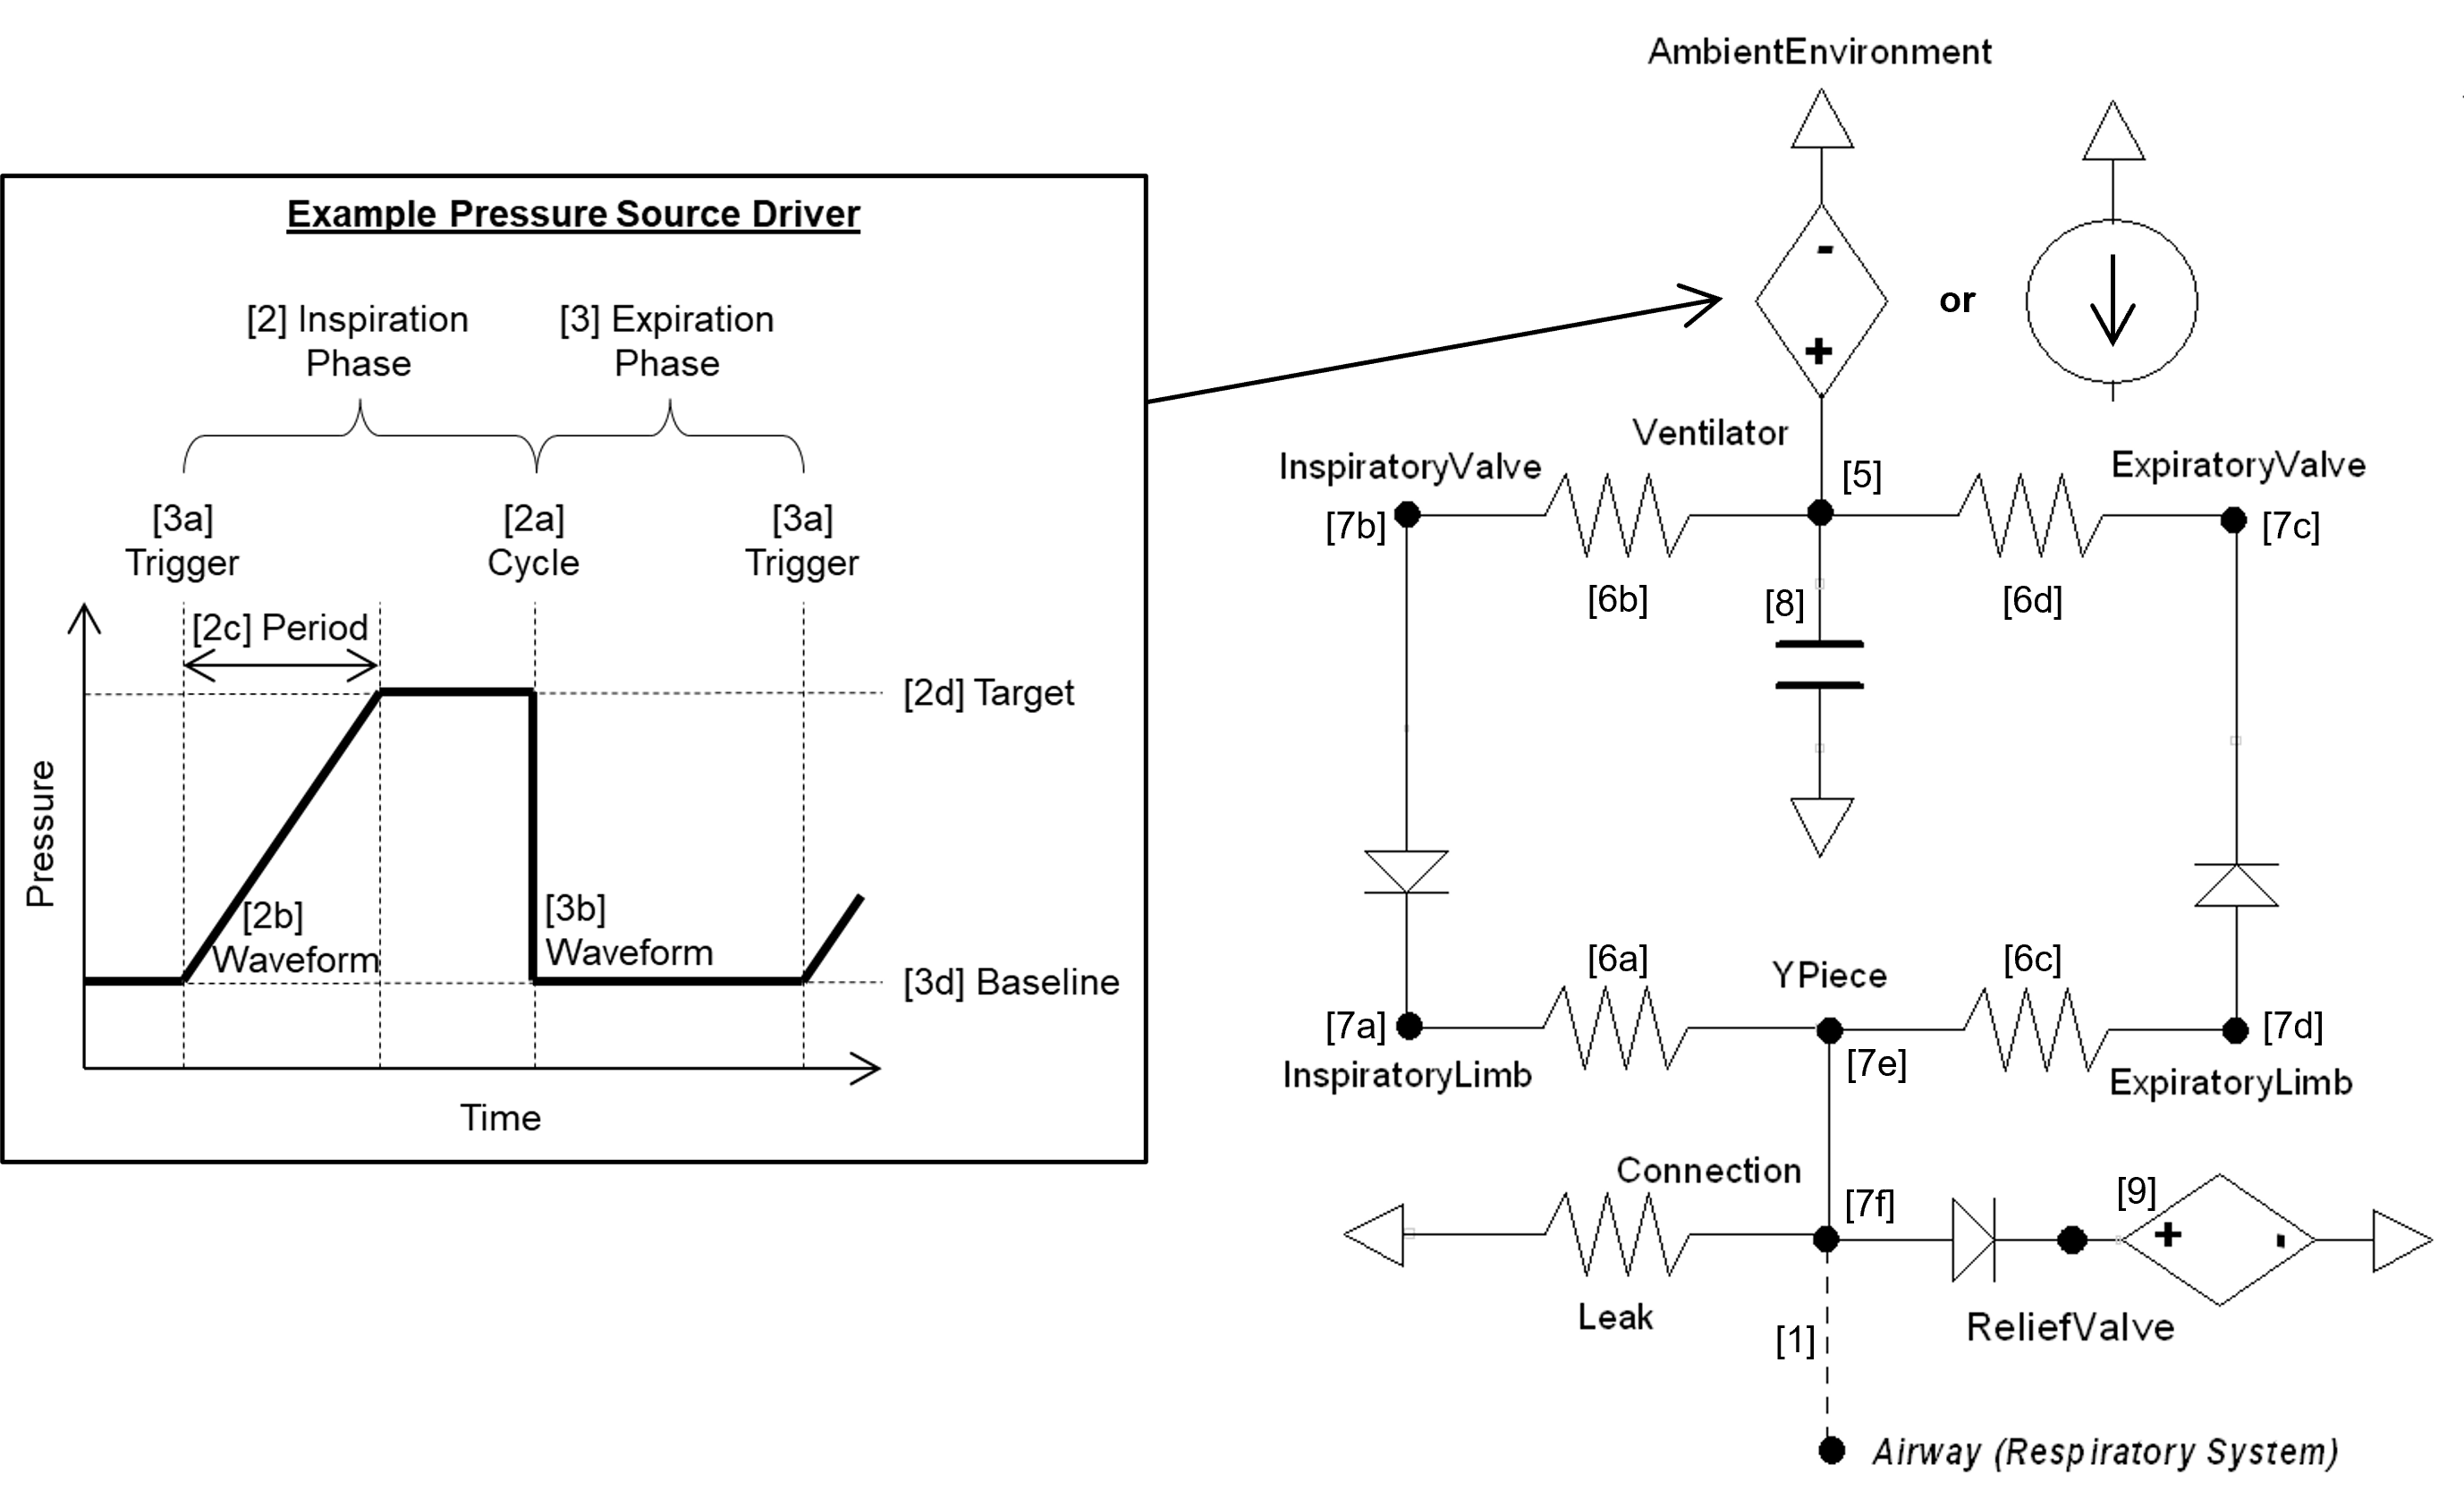 Example Pressure Source Driver
[2] Inspiration
Phase
[3] Expiration
Phase
[3a]
Trigger
[2a]
Cycle
[3a]
Trigger
[2c] Period
[2d] Target
[2b]
Waveform
[3b]
Waveform
[3d] Baseline
Pressure
Time
AmbientEnvironment
-
+
or
Ventilator
[5]
InspiratoryValve
[7b]
[6b]
[8]
[6d]
ExpiratoryValve
[7c]
[6a]
YPiece
[6c]
[7a]
InspiratoryLimb
[7e]
[7d]
ExpiratoryLimb
Connection
[7f]
[9]
+
-
Leak
ReliefValve
[1]
Airway (Respiratory System)